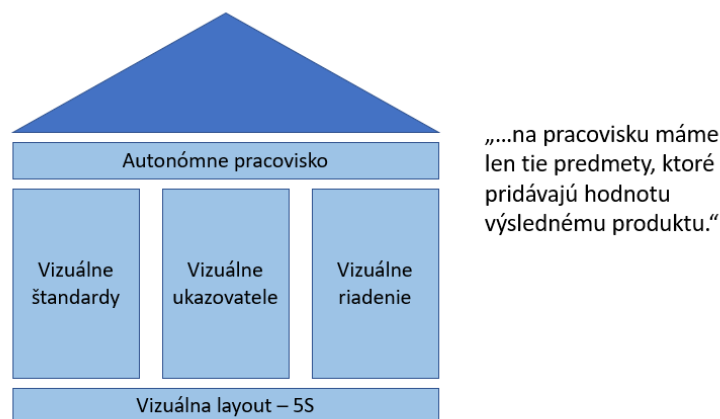 Autonómne pracovisko
Vizuálne
štandardy
Vizuálne
ukazovatele
Vizuálne
riadenie
Vizuálna layout – 5S
„…na pracovisku máme
len tie predmety, ktoré
pridávajú hodnotu
výslednému produktu.“